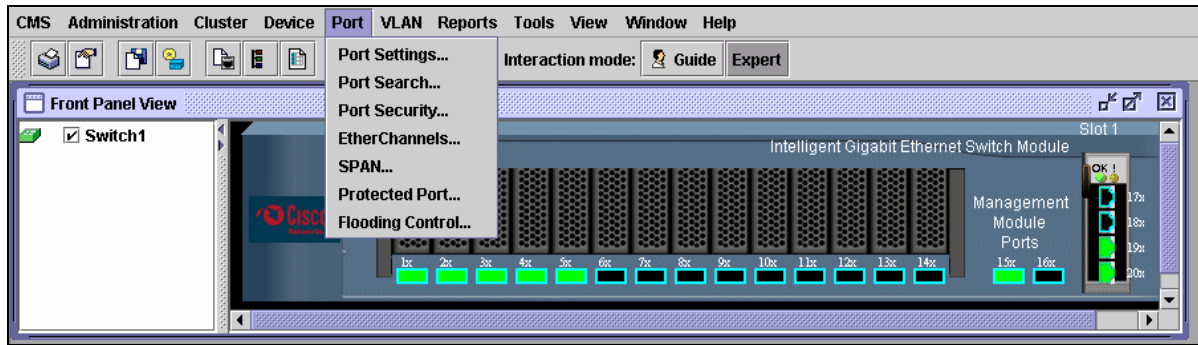 CMS Administration Cluster Device Port VLAN Reports Tools View Window Help
Port Settings...
Port Search...
Port Security...
EtherChannels...
SPAN...
Protected Port...
Flooding Control...
Interaction mode: Guide Expert
Front Panel View
Switch1
Slot 1
Intelligent Gigabit Ethernet Switch Module
OK !
Cisco
Management
Module
Ports
1x 2x 3x 4x 5x 6x 7x 8x 9x 10x 11x 12x 13x 14x 15x 16x
17x
18x
19x
20x